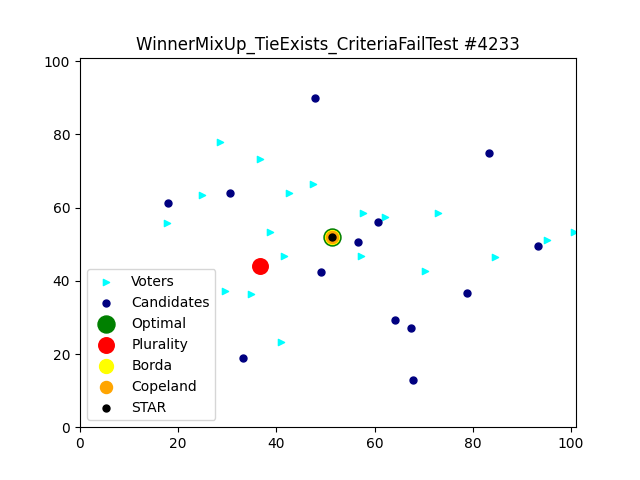 WinnerMixUp_TieExists_CriteriaFailTest #4233
100
80
60
40
20
0
Voters
Candidates
Optimal
Plurality
Borda
Copeland
STAR
0 20 40 60 80 100